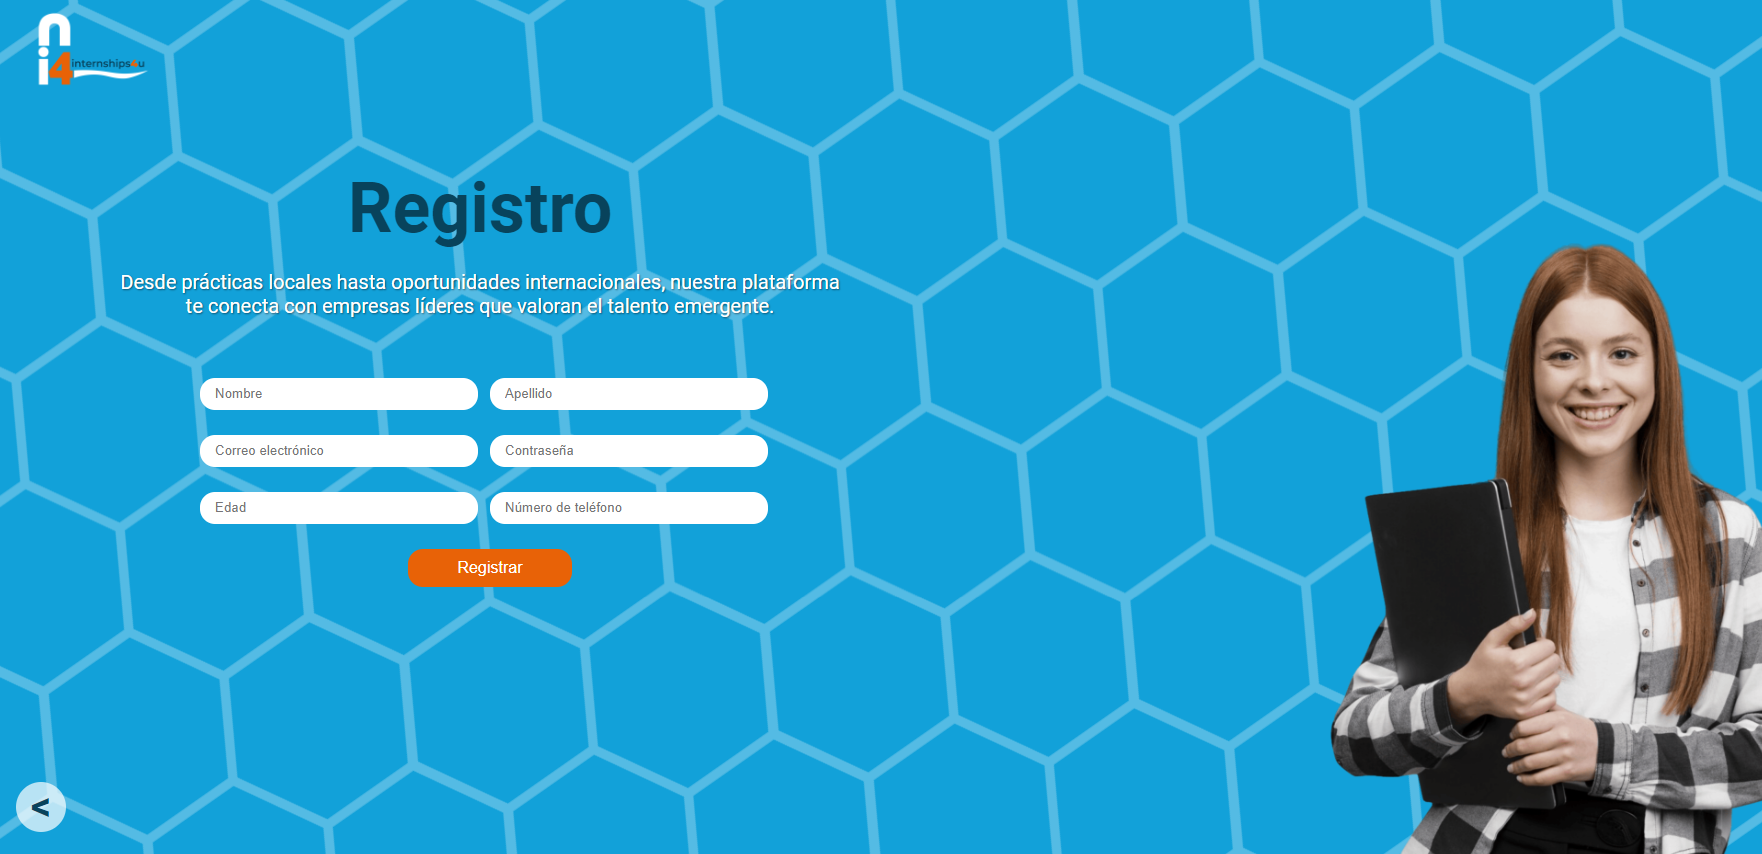 internships4u
Registro
Desde prácticas locales hasta oportunidades internacionales, nuestra plataforma
te conecta con empresas líderes que valoran el talento emergente.
Nombre
Apellido
Correo electrónico
Contraseña
Edad
Número de teléfono
Registrar
<